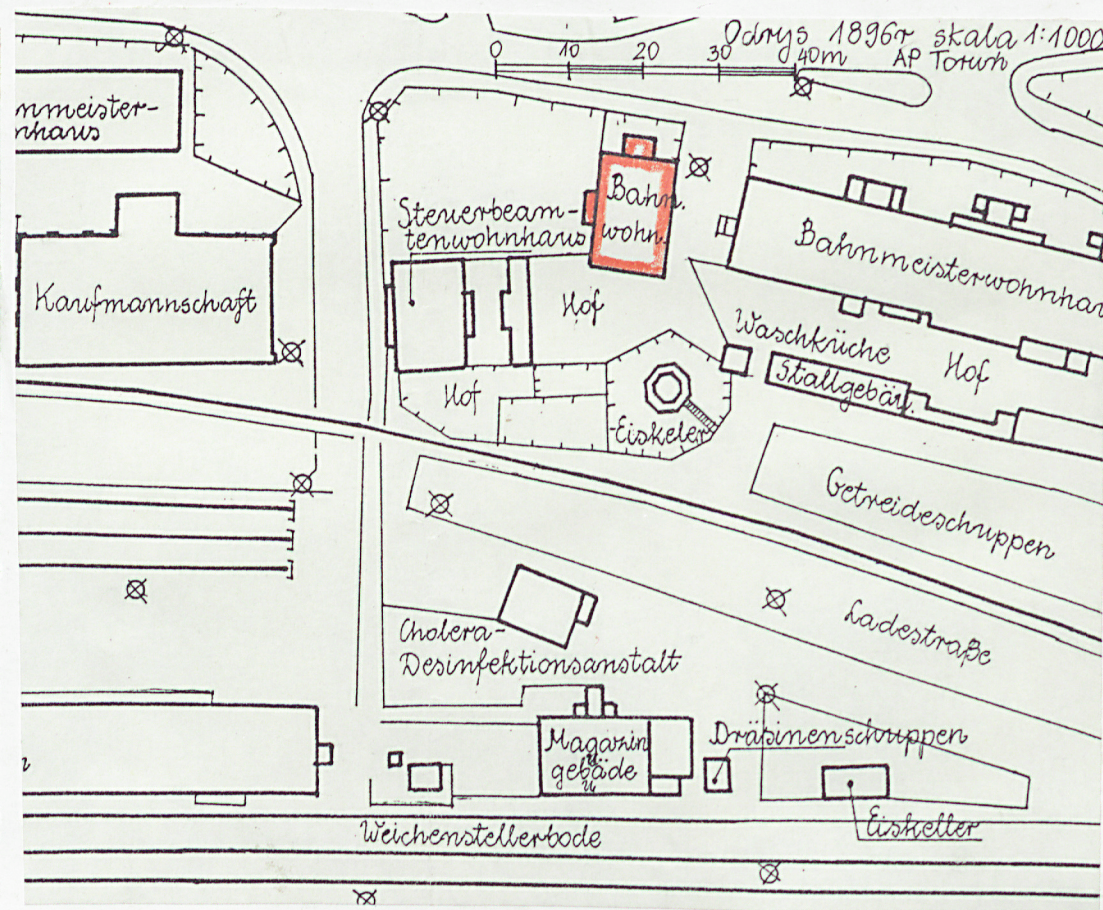 Odrys 1896r skala 1:1000
0 10 20 30 40m AP Toruń
nmeister-
nhaus
Bahn.
wohn.
Steuerbeam-
tenwohnhaus
Bahnmeisterwohnhau
Kaufmannschaft
Hof
Waschküche
Hof
Stallgebäu.
Hof
Eiskeler
Getreideschuppen
Ladestraße
Cholera-
Desinfektionsanstalt
Magazin
gebäde
Dräsinenschuppen
Eiskeller
Weichenstellerbode